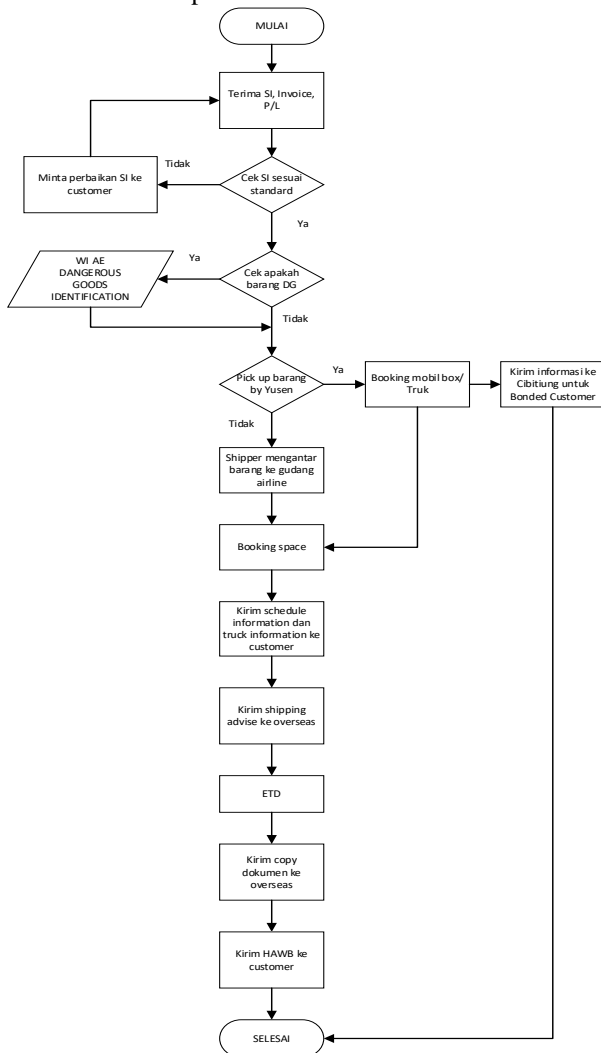 MULAI
Terima SI, Invoice,
P/L
Tidak
Minta perbaikan SI ke
customer
Cek SI sesuai
standard
Ya
WI AE
DANGEROUS
GOODS
IDENTIFICATION
Ya
Cek apakah
barang DG
Tidak
Pick up barang
by Yusen
Ya
Booking mobil box/
Truk
Kirim informasi ke
Cibitiung untuk
Bonded Customer
Tidak
Shipper mengantar
barang ke gudang
airline
Booking space
Kirim schedule
information dan
truck information ke
customer
Kirim shipping
advise ke overseas
ETD
Kirim copy
dokumen ke
overseas
Kirim HAWB ke
customer
SELESAI